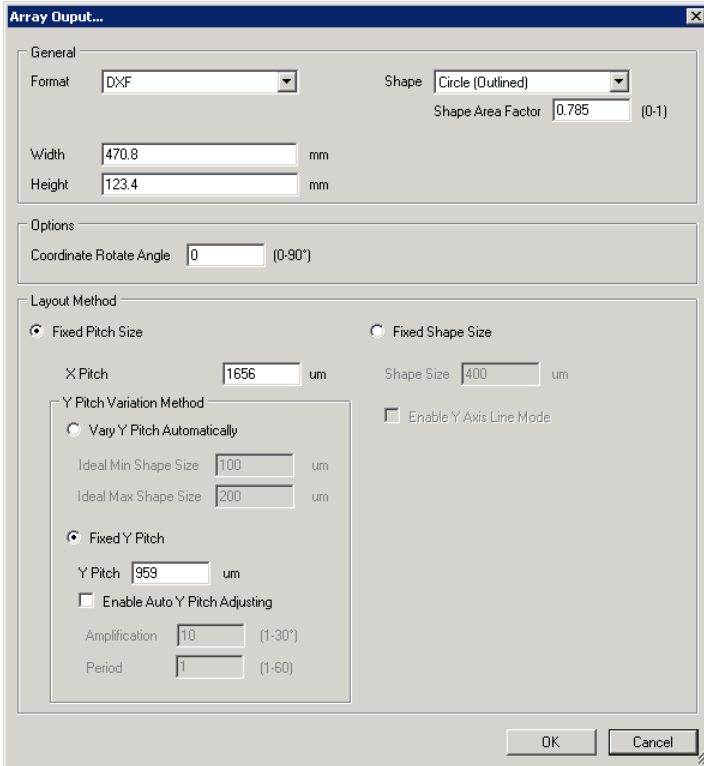 Array Ouput...
General
Format DXF Shape Circle (Outlined)
Shape Area Factor 0.785 (0-1)
Width 470.8 mm
Height 123.4 mm
Options
Coordinate Rotate Angle 0 (0-90°)
Layout Method
Fixed Pitch Size Fixed Shape Size
X Pitch 1656 um Shape Size 400 um
Y Pitch Variation Method Enable Y Axis Line Mode
Vary Y Pitch Automatically
Ideal Min Shape Size 100 um
Ideal Max Shape Size 200 um
Fixed Y Pitch
Y Pitch 959 um
Enable Auto Y Pitch Adjusting
Amplification 10 (1-30°)
Period 1 (1-60)
OK Cancel